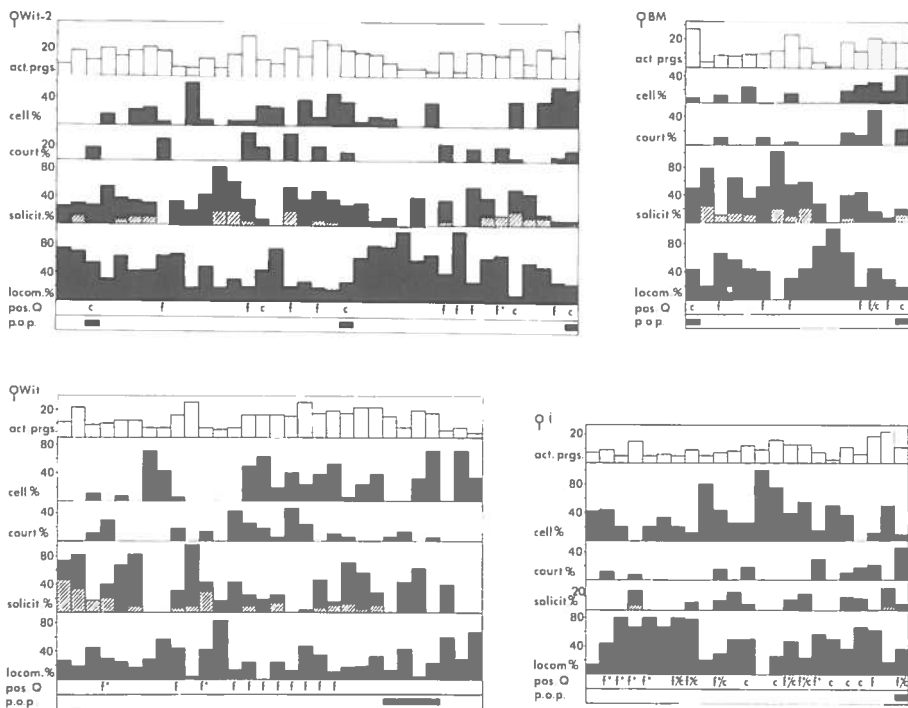 ♀Wit-2
20
act.prgs.
40
cell %
20
court %
80
40
solicit.%
80
40
locom.%
pos.Q c f f c f f c f f f f* c f c
p.o.p.
♀BM
20
act.prgs
40
cell%
40
court%
80
40
solicit.%
80
40
locom.%
pos.Q c f f f f f/c f c
p.o.p.
♀Wit
20
act prgs.
80
40
cell %
40
court %
80
40
solicit %
80
40
locom.%
pos Q f* f f* f f f f f f f f
p.o.p.
♀i
20
act. prgs.
80
40
cell %
40
court %
20
solicit %
80
40
locom.%
pos. Q f* f* f* f* f/c f/c f/c c c f/c f/c f* c c c f f/c
p.o.p.